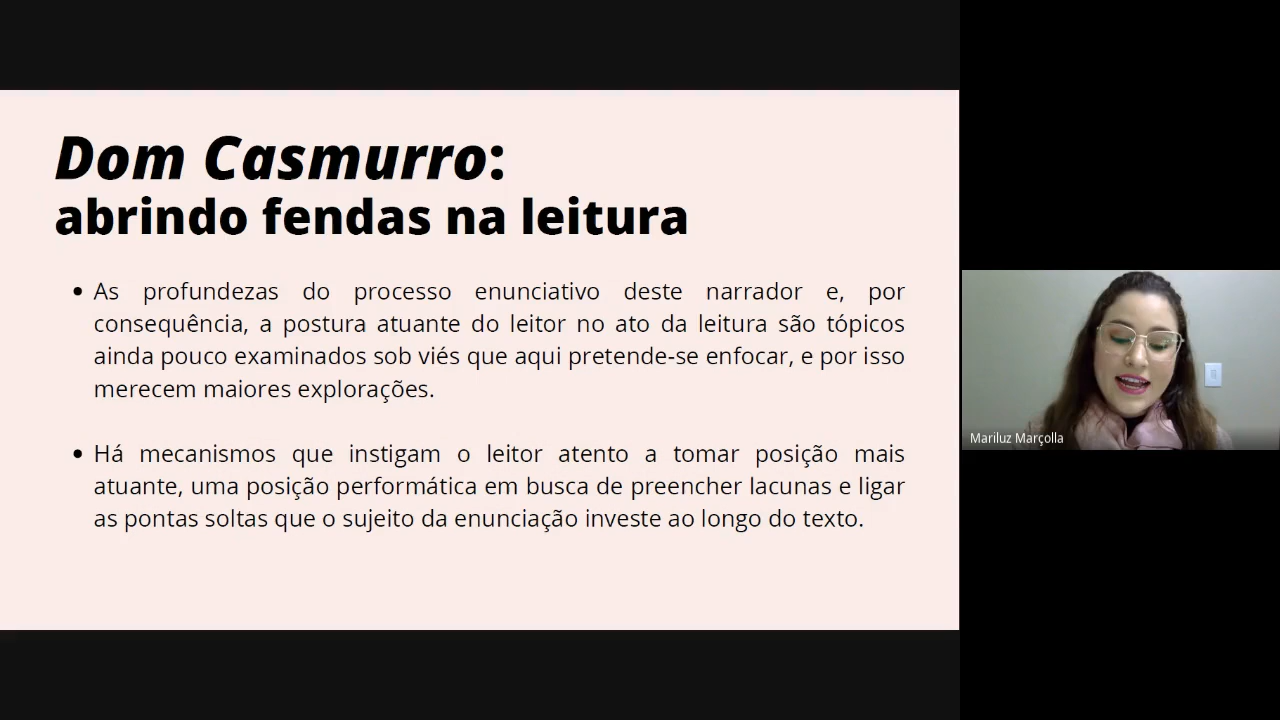 Dom Casmurro:
abrindo fendas na leitura
• As profundezas do processo enunciativo deste narrador e, por
consequência, a postura atuante do leitor no ato da leitura são tópicos
ainda pouco examinados sob viés que aqui pretende-se enfocar, e por isso
merecem maiores explorações.
• Há mecanismos que instigam o leitor atento a tomar posição mais
atuante, uma posição performática em busca de preencher lacunas e ligar
as pontas soltas que o sujeito da enunciação investe ao longo do texto.
Mariluz Marçolla